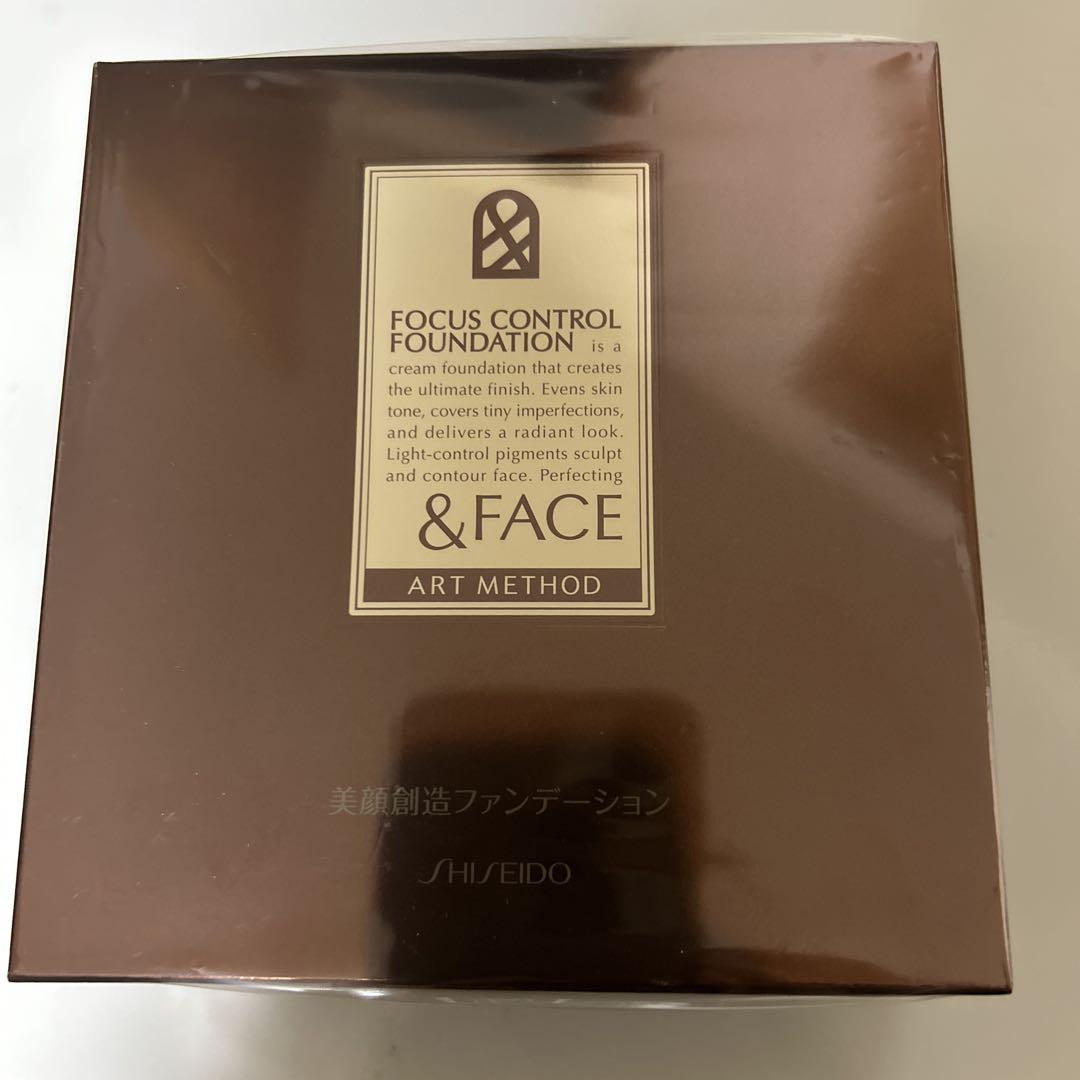 FOCUS CONTROL
FOUNDATION is a
cream foundation that creates
the ultimate finish. Evens skin
tone, covers tiny imperfections,
and delivers a radiant look.
Light-control pigments sculpt
and contour face. Perfecting
&FACE
ART METHOD
美顔創造ファンデーション
SHISEIDO